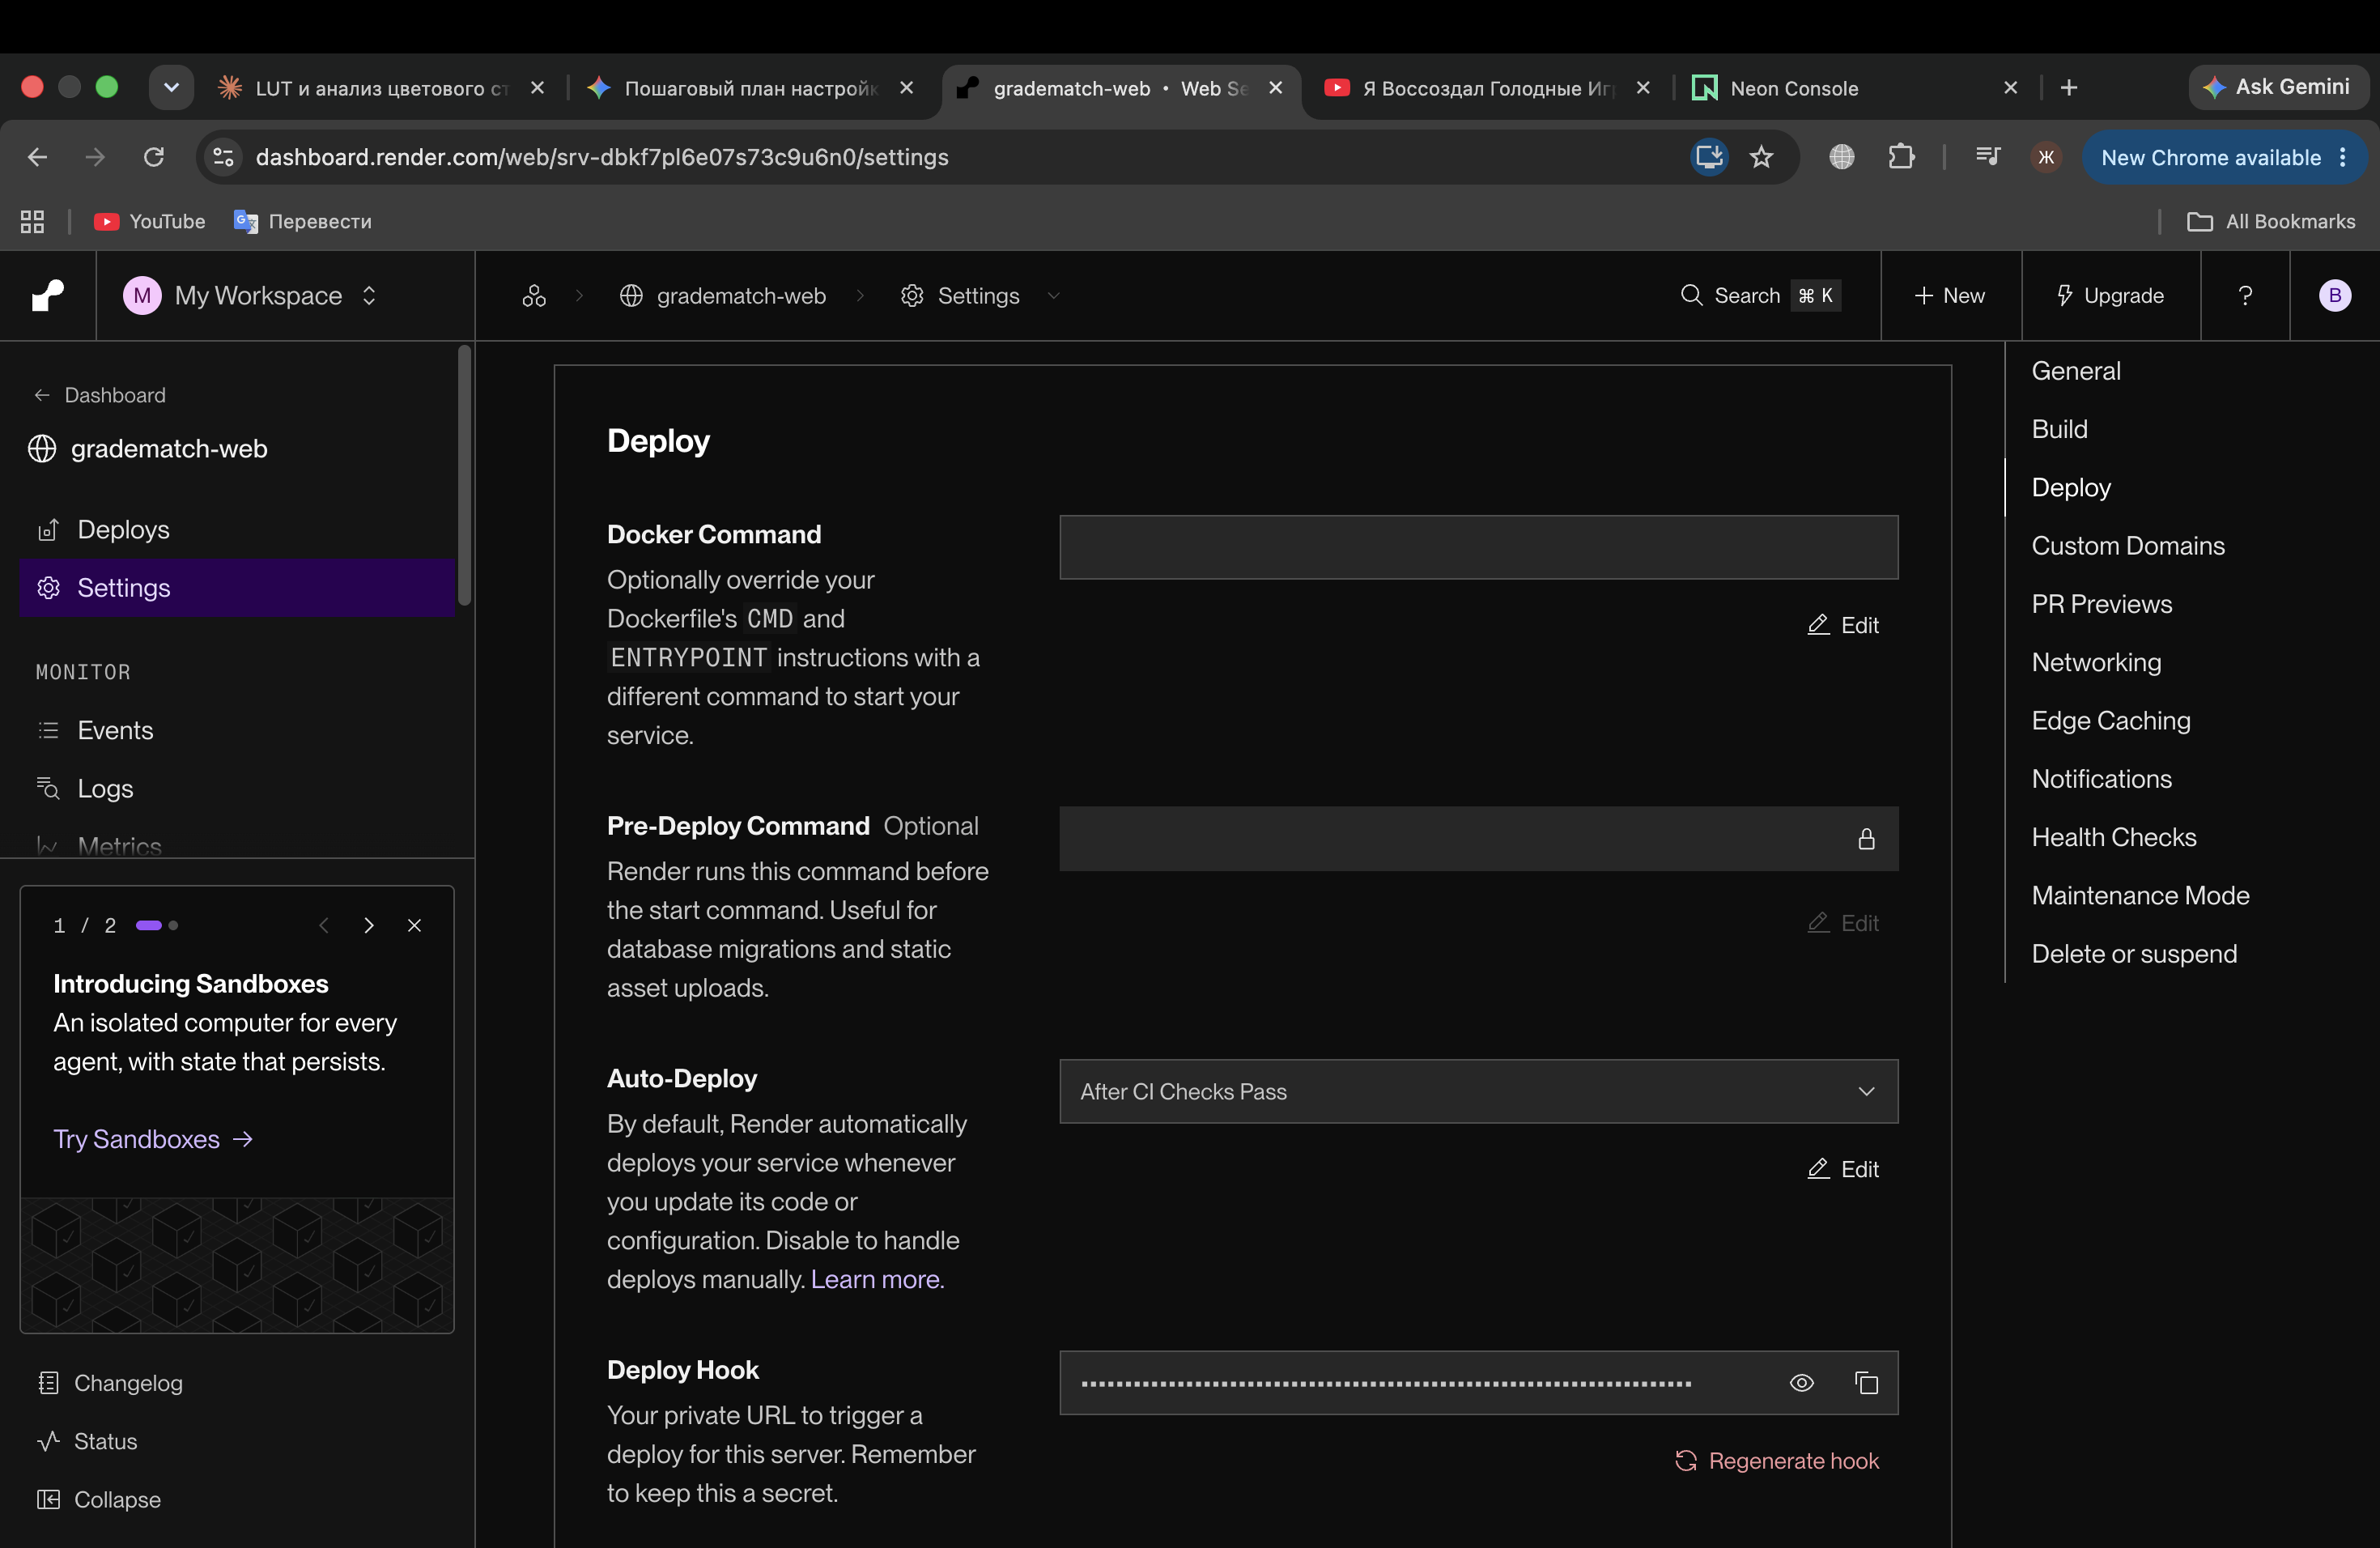 LUT и анализ цветового ст
Пошаговый план настройк
gradematch-web • Web Se
Я Воссоздал Голодные Иг
Neon Console
Ask Gemini
dashboard.render.com/web/srv-dbkf7pl6e07s73c9u6n0/settings
Ж
New Chrome available
YouTube
Перевести
All Bookmarks
M My Workspace
gradematch-web
Settings
Search ⌘ K
+ New
Upgrade
?
B
Dashboard
gradematch-web
Deploys
Settings
MONITOR
Events
Logs
Metrics
1 / 2
Introducing Sandboxes
An isolated computer for every
agent, with state that persists.
Try Sandboxes →
Changelog
Status
Collapse
Deploy
Docker Command
Optionally override your
Dockerfile's CMD and
ENTRYPOINT instructions with a
different command to start your
service.
Edit
Pre-Deploy Command Optional
Render runs this command before
the start command. Useful for
database migrations and static
asset uploads.
Edit
Auto-Deploy
By default, Render automatically
deploys your service whenever
you update its code or
configuration. Disable to handle
deploys manually. Learn more.
After CI Checks Pass
Edit
Deploy Hook
Your private URL to trigger a
deploy for this server. Remember
to keep this a secret.
Regenerate hook
General
Build
Deploy
Custom Domains
PR Previews
Networking
Edge Caching
Notifications
Health Checks
Maintenance Mode
Delete or suspend